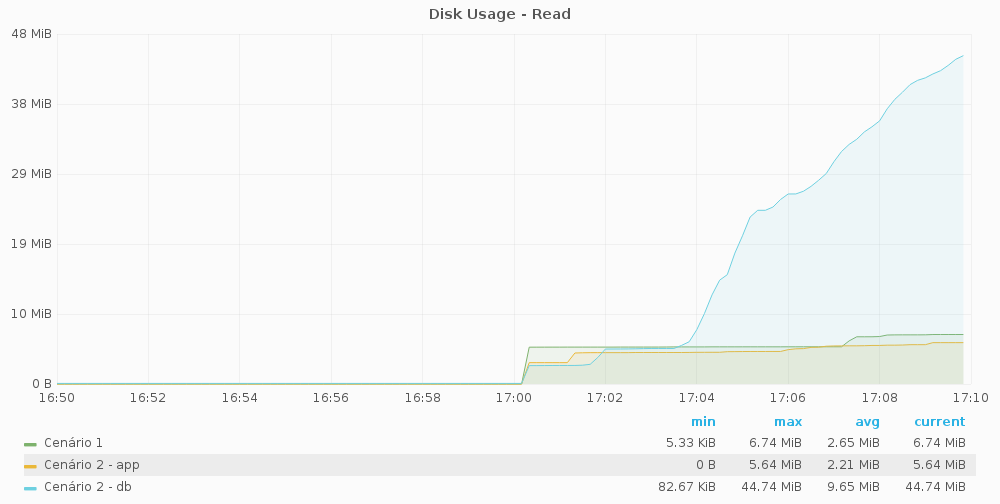 Disk Usage - Read
48 MiB
38 MiB
29 MiB
19 MiB
10 MiB
0 B
16:50 16:52 16:54 16:56 16:58 17:00 17:02 17:04 17:06 17:08 17:10
min max avg current
Cenário 1 5.33 KiB 6.74 MiB 2.65 MiB 6.74 MiB
Cenário 2 - app 0 B 5.64 MiB 2.21 MiB 5.64 MiB
Cenário 2 - db 82.67 KiB 44.74 MiB 9.65 MiB 44.74 MiB